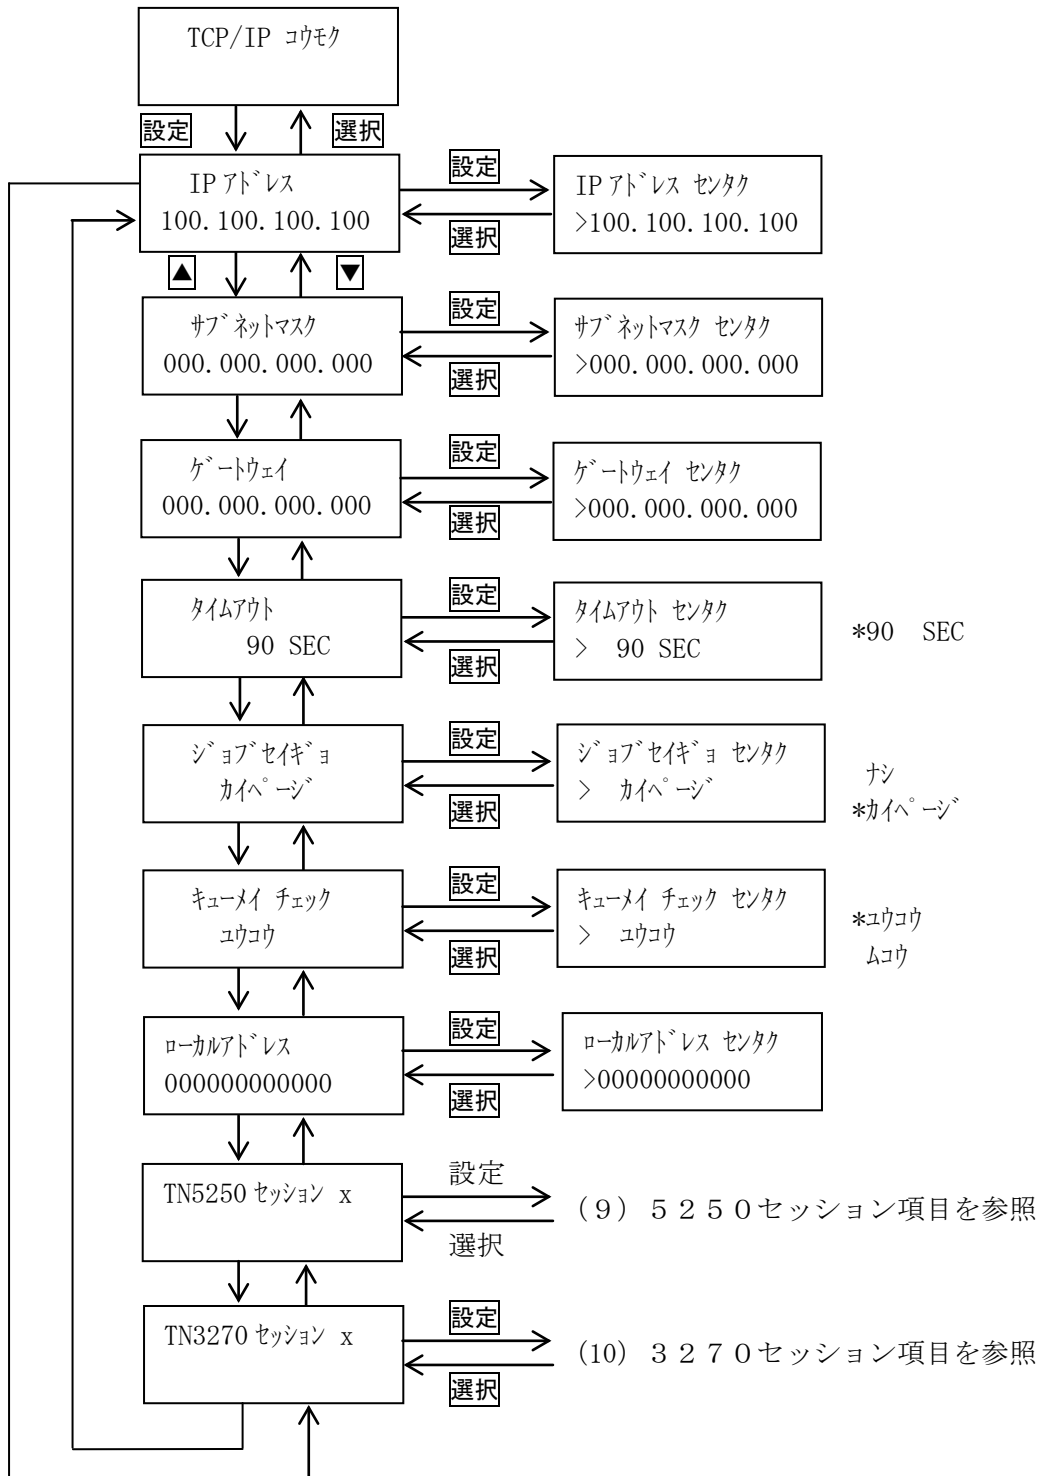 TCP/IP ｺｳﾓｸ
設定
選択
IP ｱﾄﾞﾚｽ
100.100.100.100
設定
選択
IP ｱﾄﾞﾚｽ ｾﾝﾀｸ
>100.100.100.100
▲
▼
ｻﾌﾞﾈｯﾄﾏｽｸ
000.000.000.000
設定
選択
ｻﾌﾞﾈｯﾄﾏｽｸ ｾﾝﾀｸ
>000.000.000.000
ｹﾞｰﾄｳｪｲ
000.000.000.000
設定
選択
ｹﾞｰﾄｳｪｲ ｾﾝﾀｸ
>000.000.000.000
ﾀｲﾑｱｳﾄ
90 SEC
設定
選択
ﾀｲﾑｱｳﾄ ｾﾝﾀｸ
> 90 SEC
*90 SEC
ｼﾞｮﾌﾞｾｲｷﾞｮ
ｶｲﾍﾟｰｼﾞ
設定
選択
ｼﾞｮﾌﾞｾｲｷﾞｮ ｾﾝﾀｸ
> ｶｲﾍﾟｰｼﾞ
ﾅｼ
*ｶｲﾍﾟｰｼﾞ
ｷｭｰﾒｲ ﾁｪｯｸ
ﾕｳｺｳ
設定
選択
ｷｭｰﾒｲ ﾁｪｯｸ ｾﾝﾀｸ
> ﾕｳｺｳ
*ﾕｳｺｳ
ﾑｺｳ
ﾛｰｶﾙｱﾄﾞﾚｽ
000000000000
設定
選択
ﾛｰｶﾙｱﾄﾞﾚｽ ｾﾝﾀｸ
>00000000000
TN5250 ｾｯｼｮﾝ x
設定
選択
（９）５２５０セッション項目を参照
TN3270 ｾｯｼｮﾝ x
設定
選択
（10）３２７０セッション項目を参照